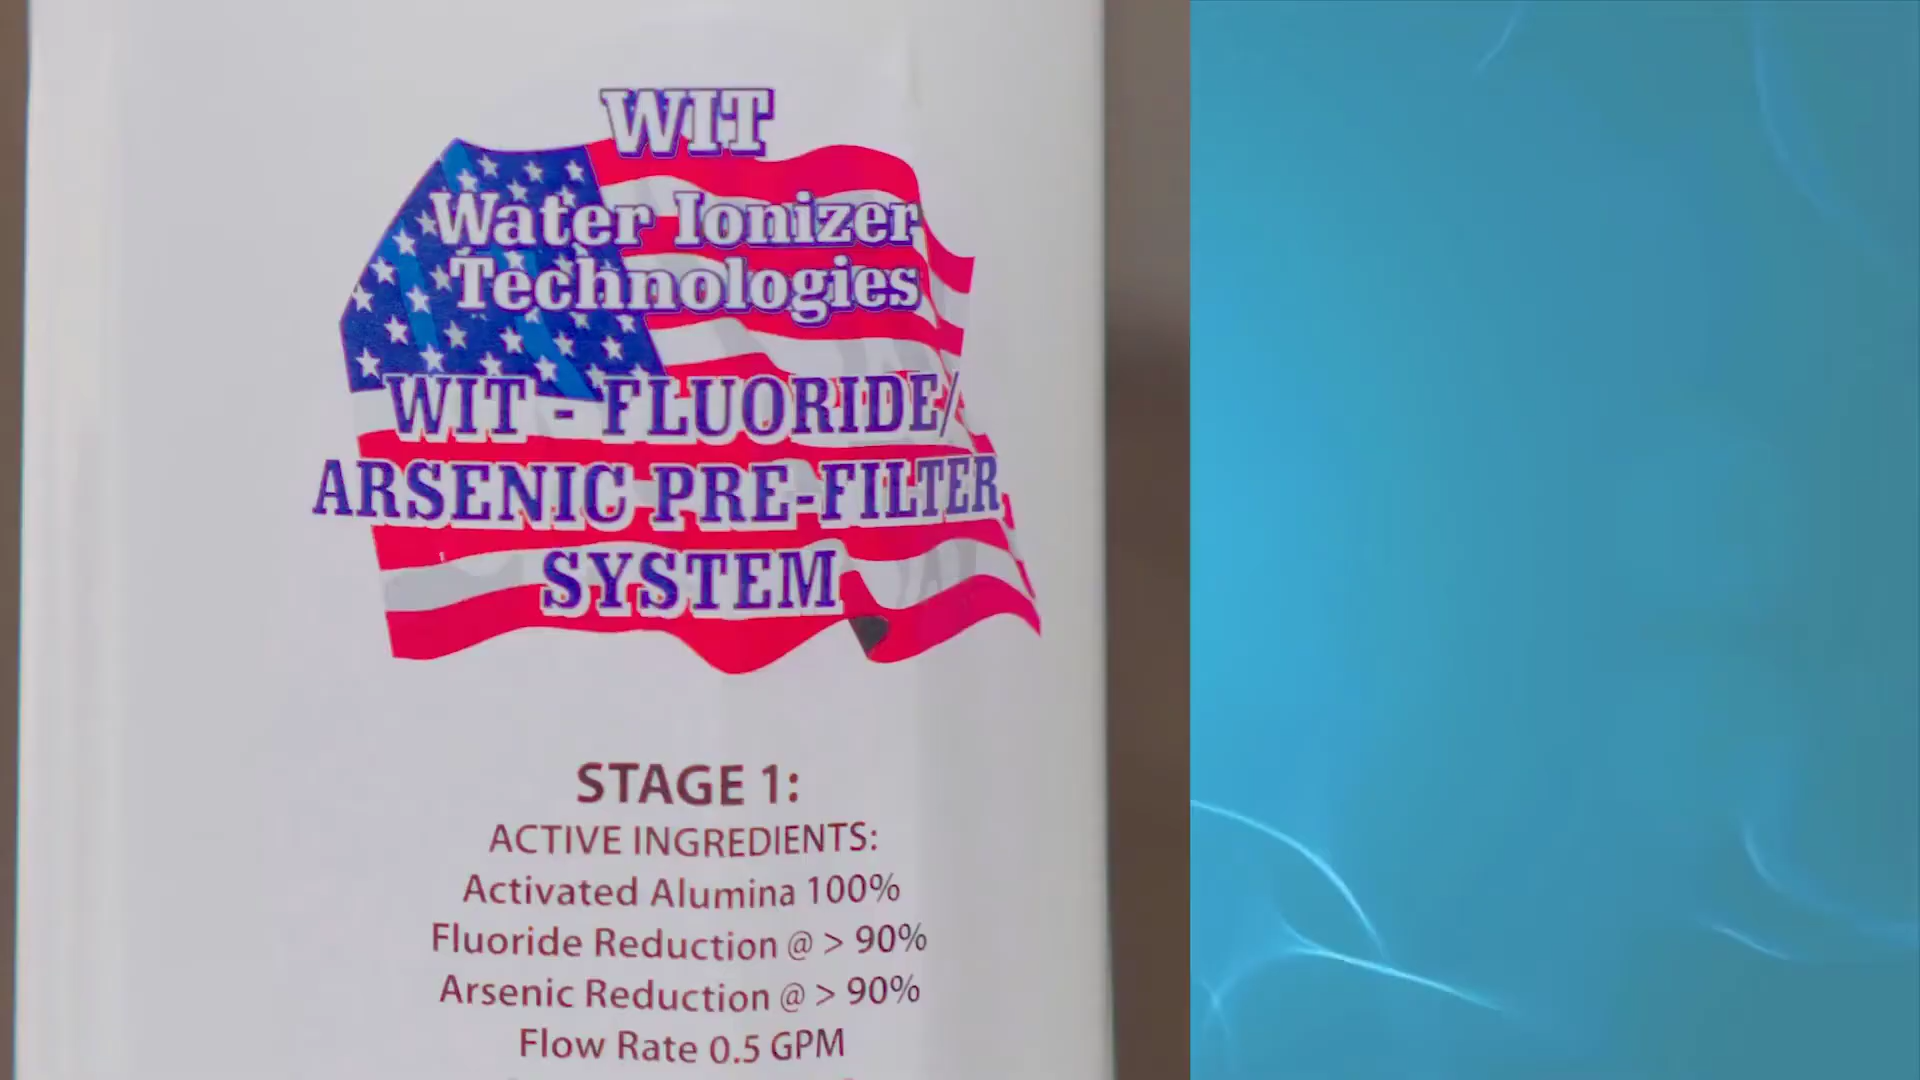 WIT
Water Ionizer
Technologies
WIT - FLUORIDE/
ARSENIC PRE-FILTER
SYSTEM
STAGE 1:
ACTIVE INGREDIENTS:
Activated Alumina 100%
Fluoride Reduction @ > 90%
Arsenic Reduction @ > 90%
Flow Rate 0.5 GPM